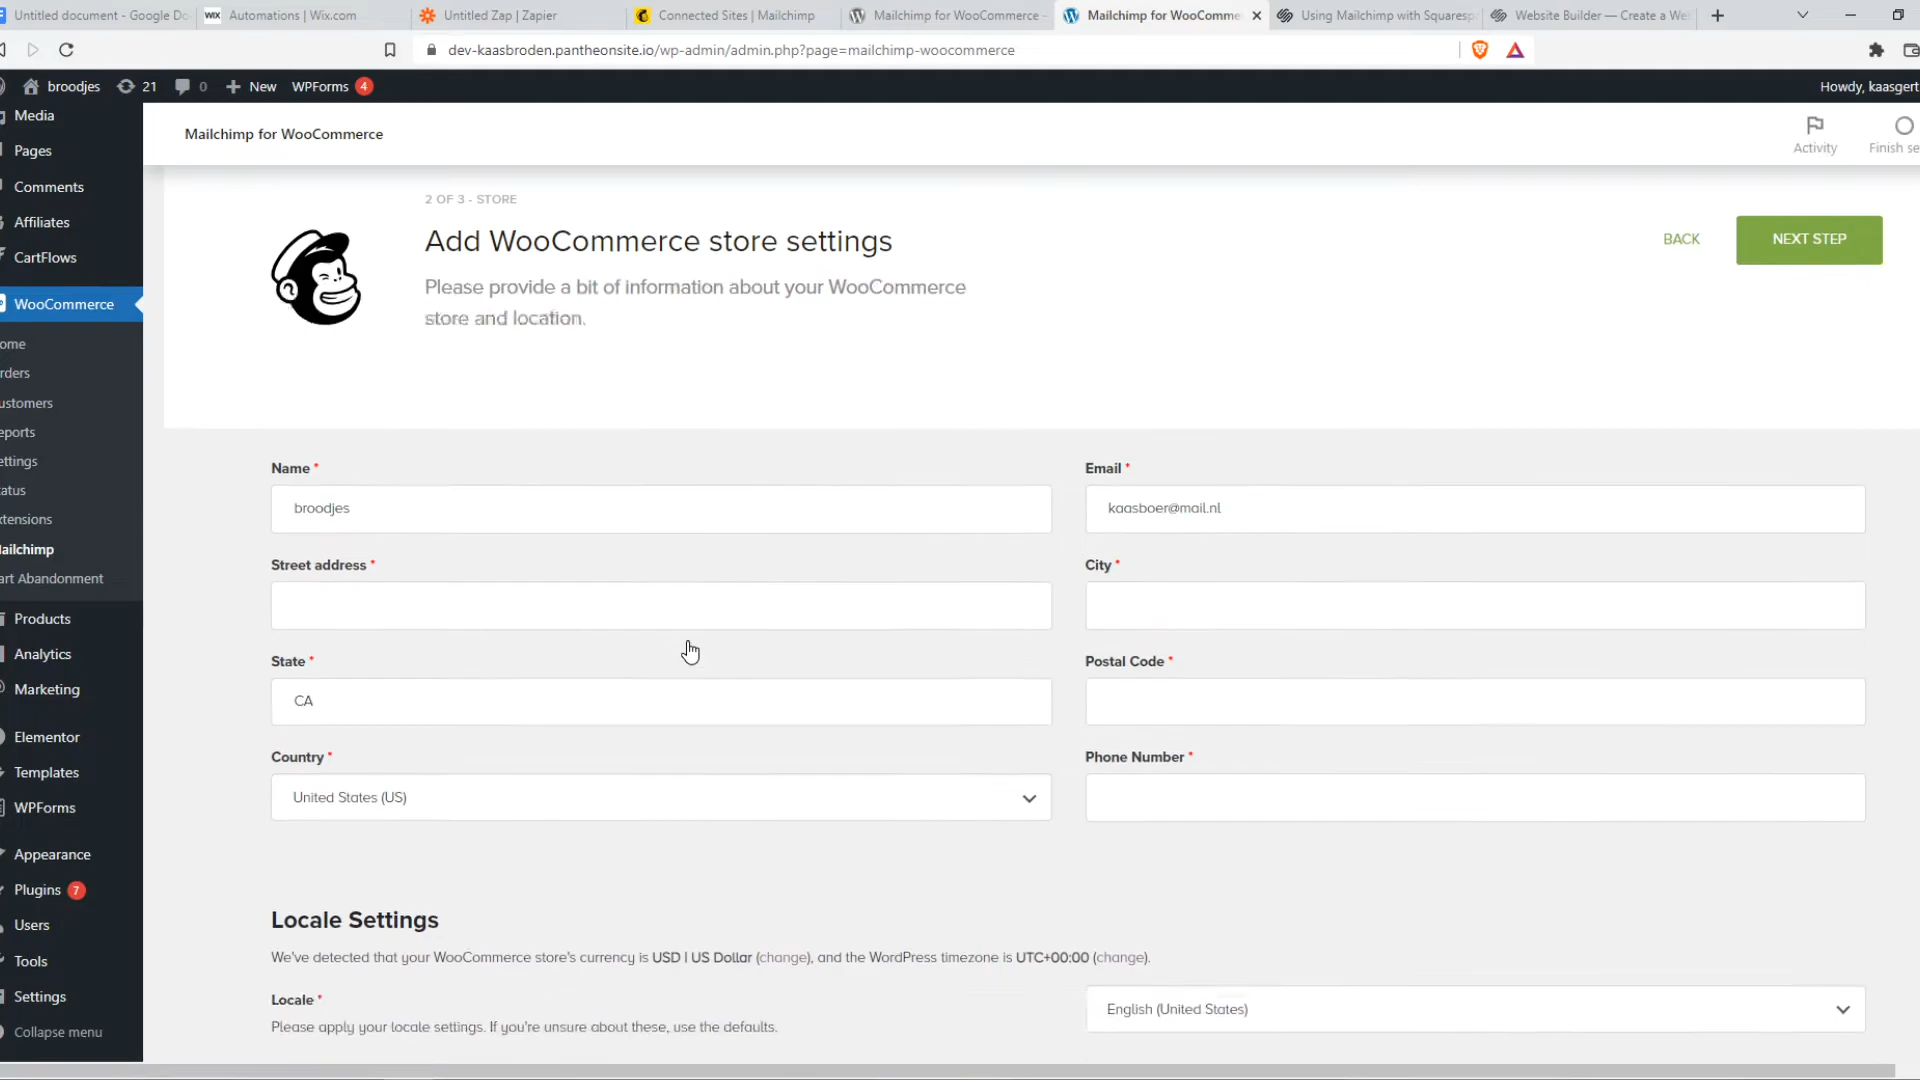 Untitled document - Google Do
WIX Automations | Wix.com
Untitled Zap | Zapier
Connected Sites | Mailchimp
Mailchimp for WooCommerce -
Mailchimp for WooComme
Using Mailchimp with Squaresp
Website Builder — Create a We
dev-kaasbroden.pantheonsite.io/wp-admin/admin.php?page=mailchimp-woocommerce
broodjes
21
0
New
WPForms 4
Howdy, kaasgert
Media
Pages
Comments
Affiliates
CartFlows
WooCommerce
ome
rders
ustomers
eports
ettings
tatus
xtensions
ailchimp
art Abandonment
Products
Analytics
Marketing
Elementor
Templates
WPForms
Appearance
Plugins 7
Users
Tools
Settings
Collapse menu
Mailchimp for WooCommerce
Activity
Finish se
2 OF 3 - STORE
Add WooCommerce store settings
Please provide a bit of information about your WooCommerce
store and location.
BACK
NEXT STEP
Name *
broodjes
Email *
kaasboer@mail.nl
Street address *
City *
State *
CA
Postal Code *
Country *
United States (US)
Phone Number *
Locale Settings
We've detected that your WooCommerce store's currency is USD | US Dollar (change), and the WordPress timezone is UTC+00:00 (change).
Locale *
Please apply your locale settings. If you're unsure about these, use the defaults.
English (United States)